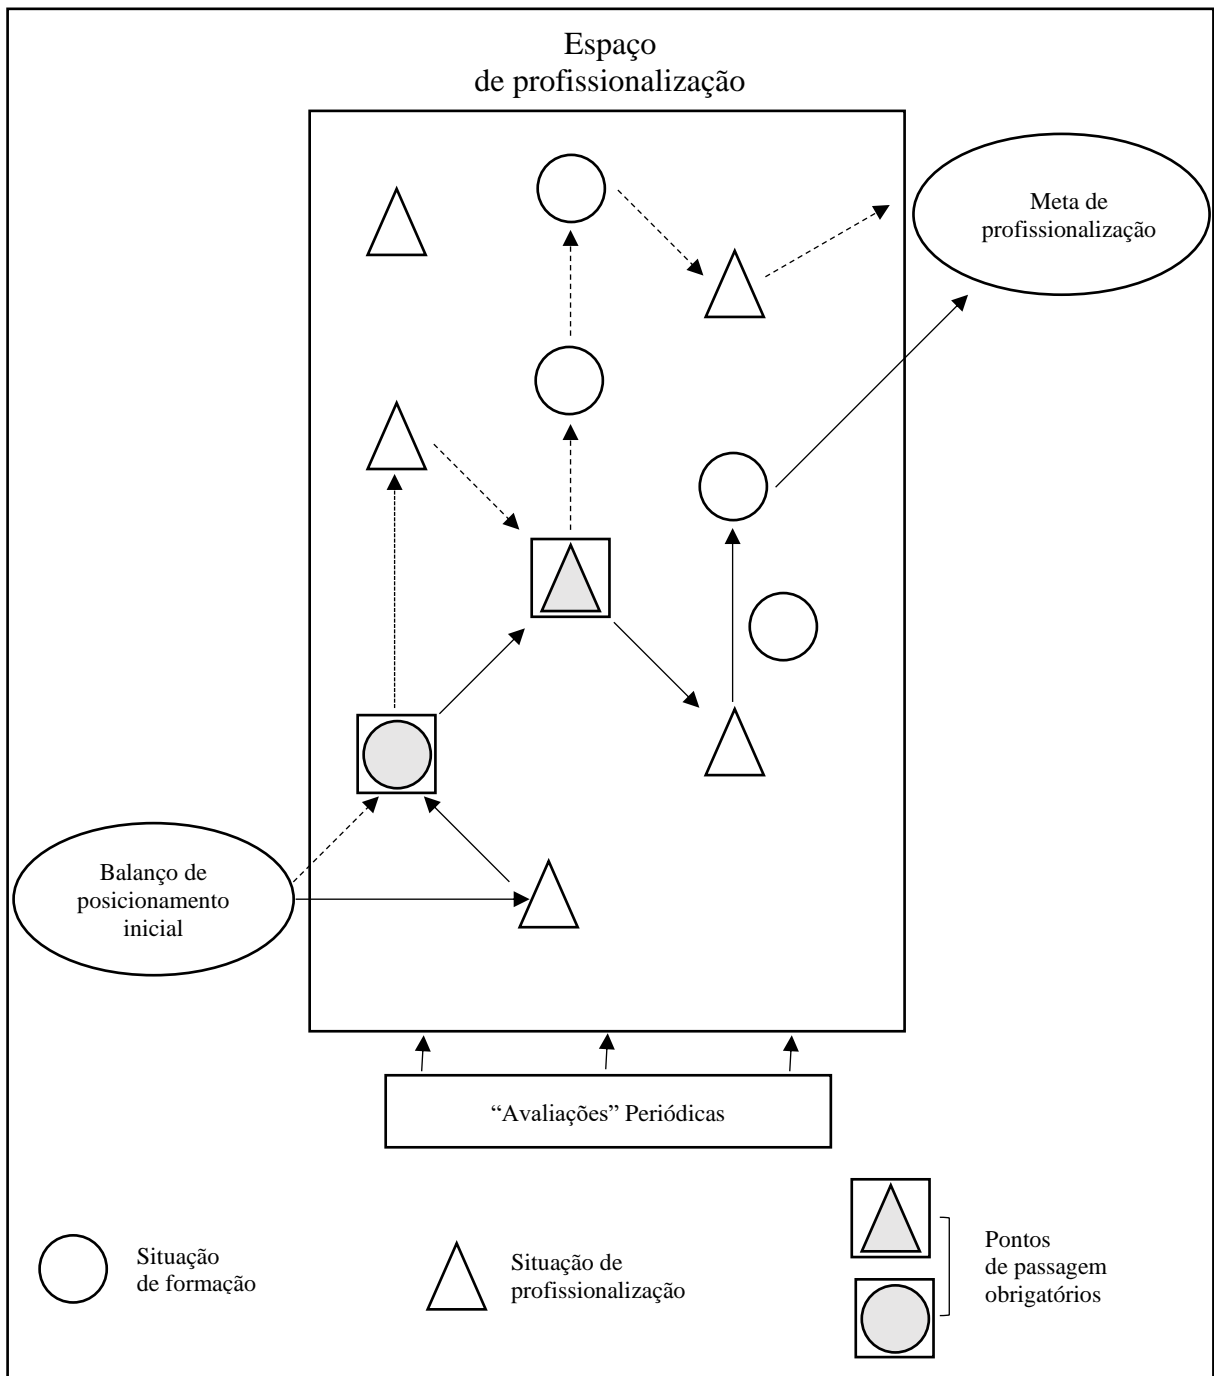 Espaço
de profissionalização
Meta de
profissionalização
Balanço de
posicionamento
inicial
“Avaliações” Periódicas
Situação
de formação
Situação de
profissionalização
Pontos
de passagem
obrigatórios